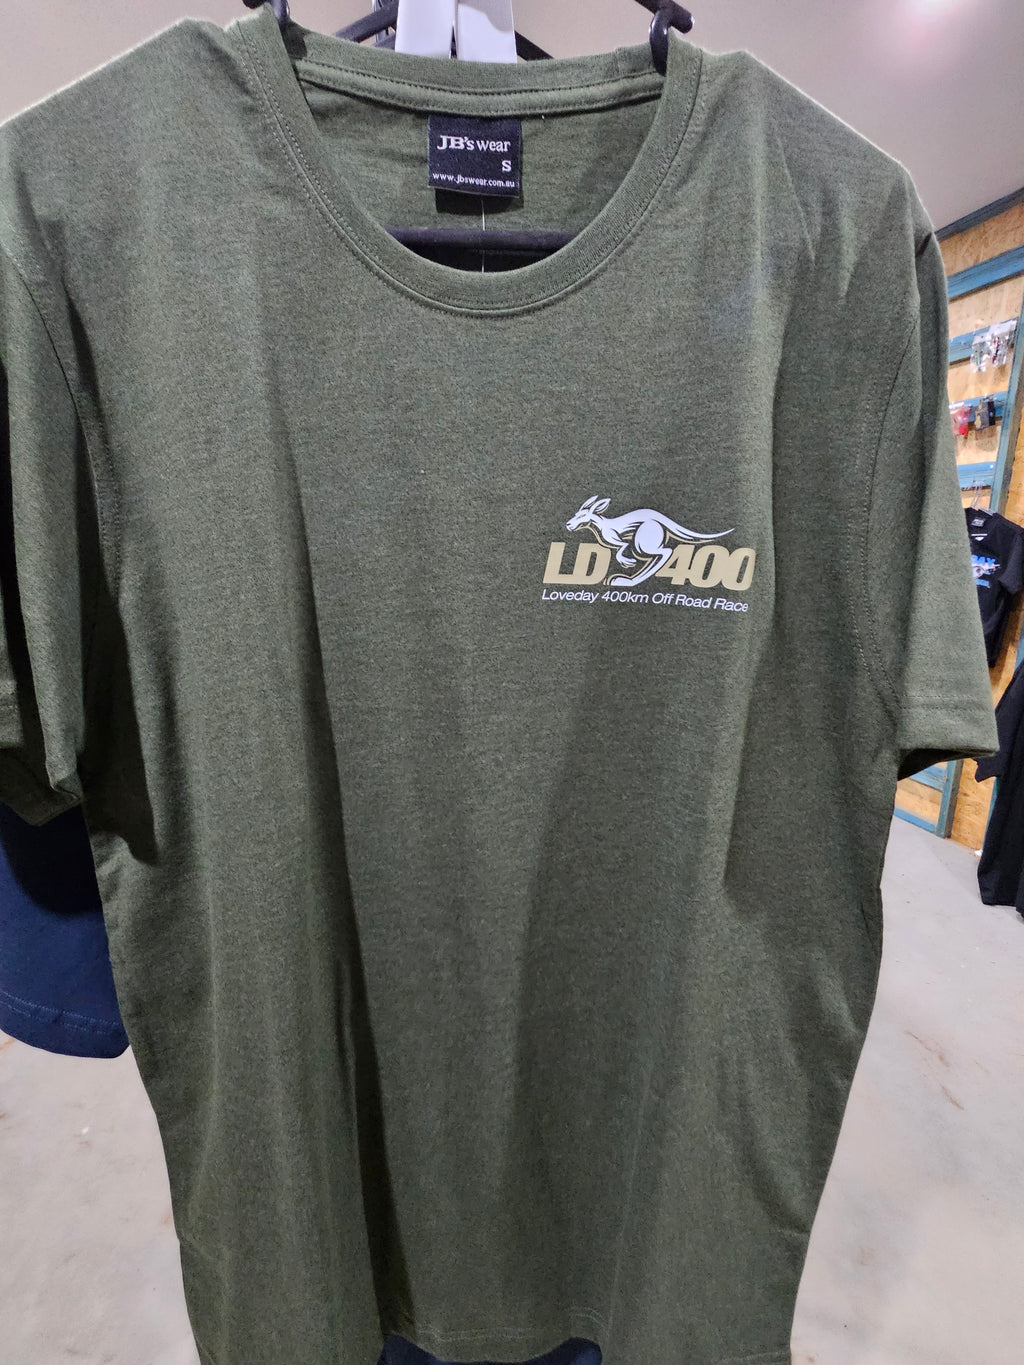 JB's wear
S
www.jbswear.com.au
LD 400
Loveday 400km Off Road Race